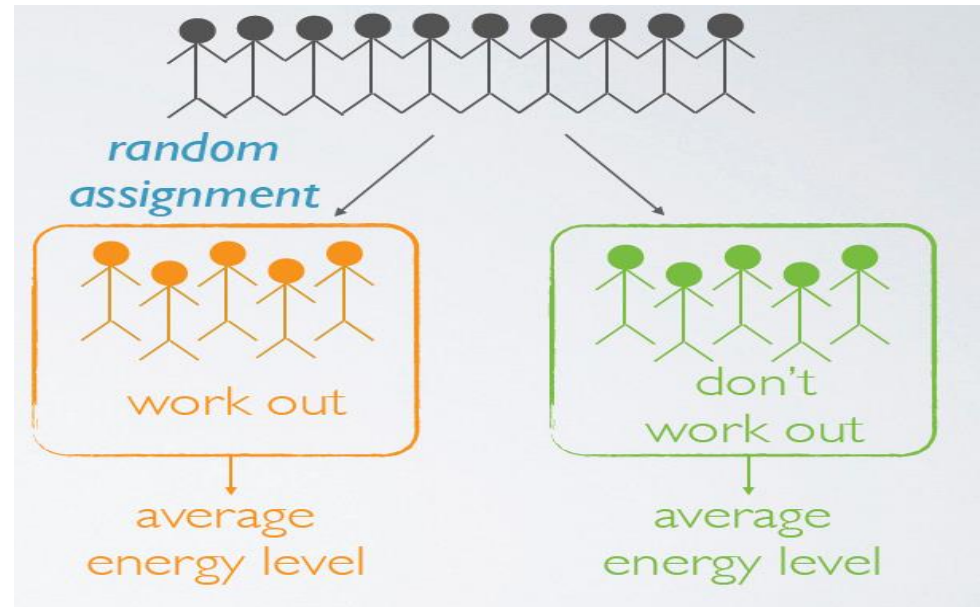 random
assignment
work out
don't
work out
average
energy level
average
energy level